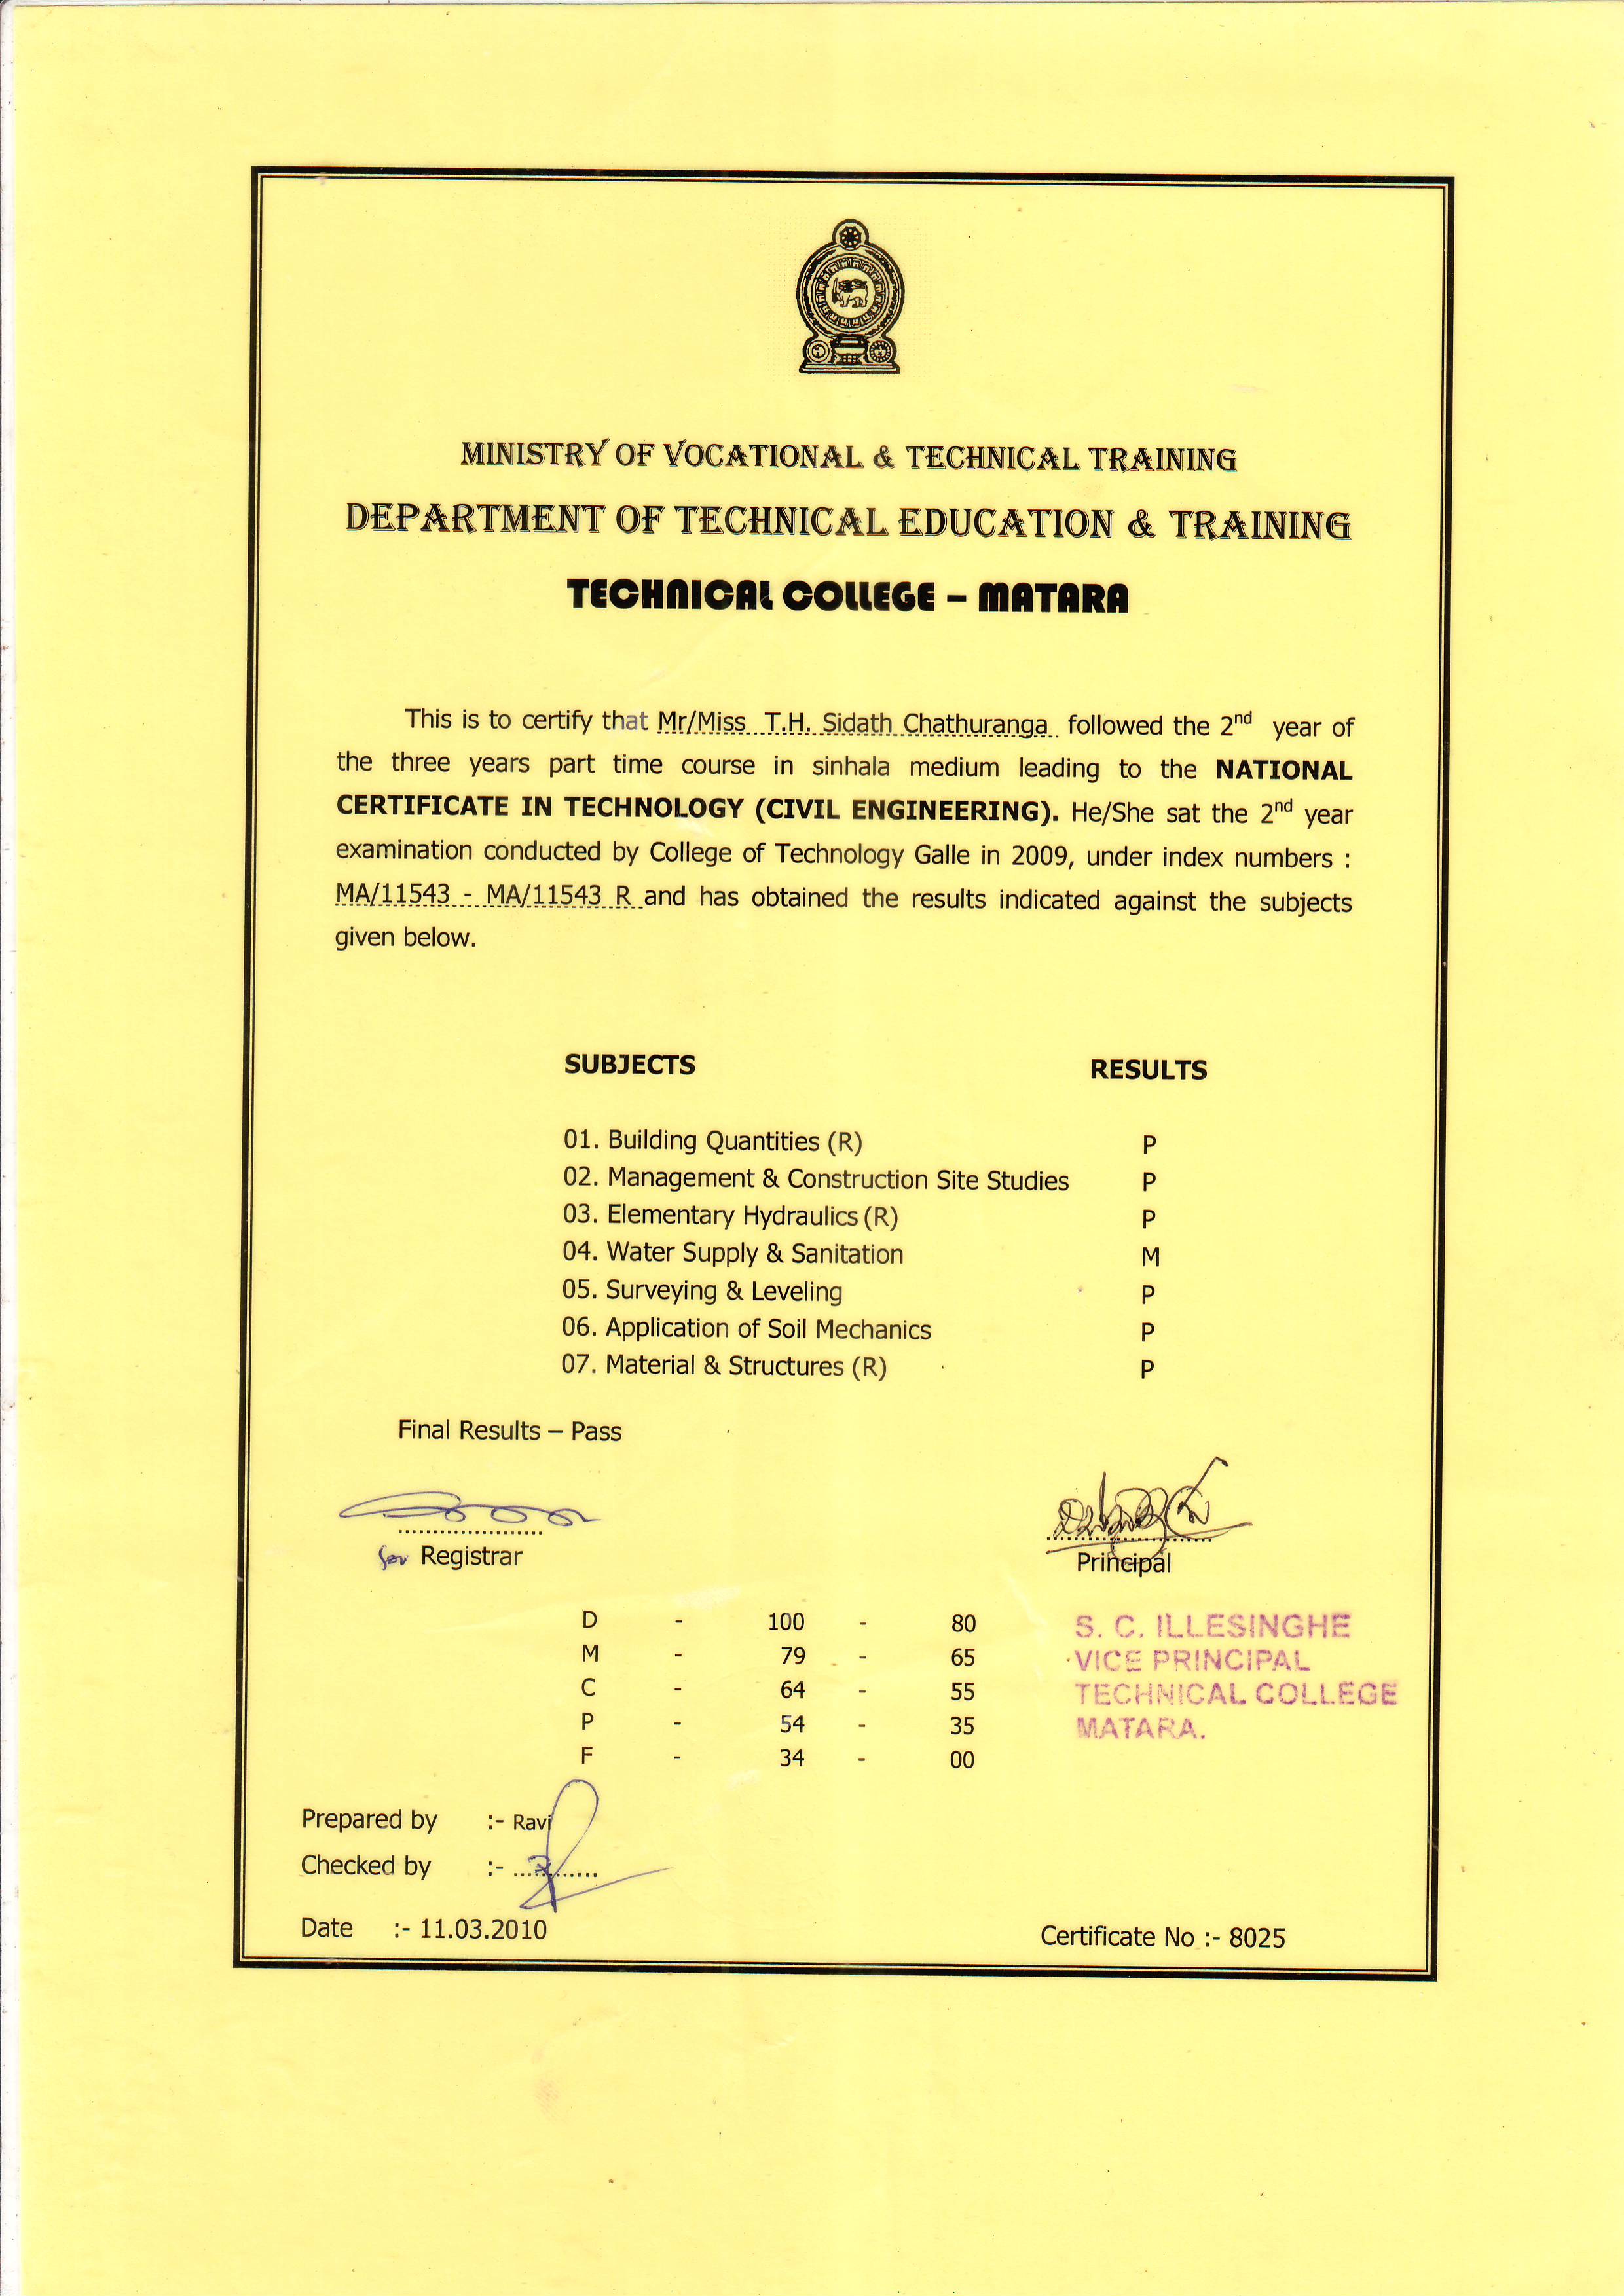 MINISTRY OF VOCATIONAL & TECHNICAL TRAINING
DEPARTMENT OF TECHNICAL EDUCATION & TRAINING
TECHNICAL COLLEGE – MATARA
This is to certify that Mr/Miss T.H. Sidath Chathuranga followed the 2nd year of
the three years part time course in sinhala medium leading to the NATIONAL
CERTIFICATE IN TECHNOLOGY (CIVIL ENGINEERING). He/She sat the 2nd year
examination conducted by College of Technology Galle in 2009, under index numbers :
MA/11543 - MA/11543 R and has obtained the results indicated against the subjects
given below.
SUBJECTS RESULTS
01. Building Quantities (R) P
02. Management & Construction Site Studies P
03. Elementary Hydraulics (R) P
04. Water Supply & Sanitation M
05. Surveying & Leveling P
06. Application of Soil Mechanics P
07. Material & Structures (R) P
Final Results – Pass
for Registrar
Principal
D - 100 - 80
M - 79 - 65
C - 64 - 55
P - 54 - 35
F - 34 - 00
S. C. ILLESINGHE
VICE PRINCIPAL
TECHNICAL COLLEGE
MATARA.
Prepared by :- Ravi
Checked by :- ............
Date :- 11.03.2010
Certificate No :- 8025